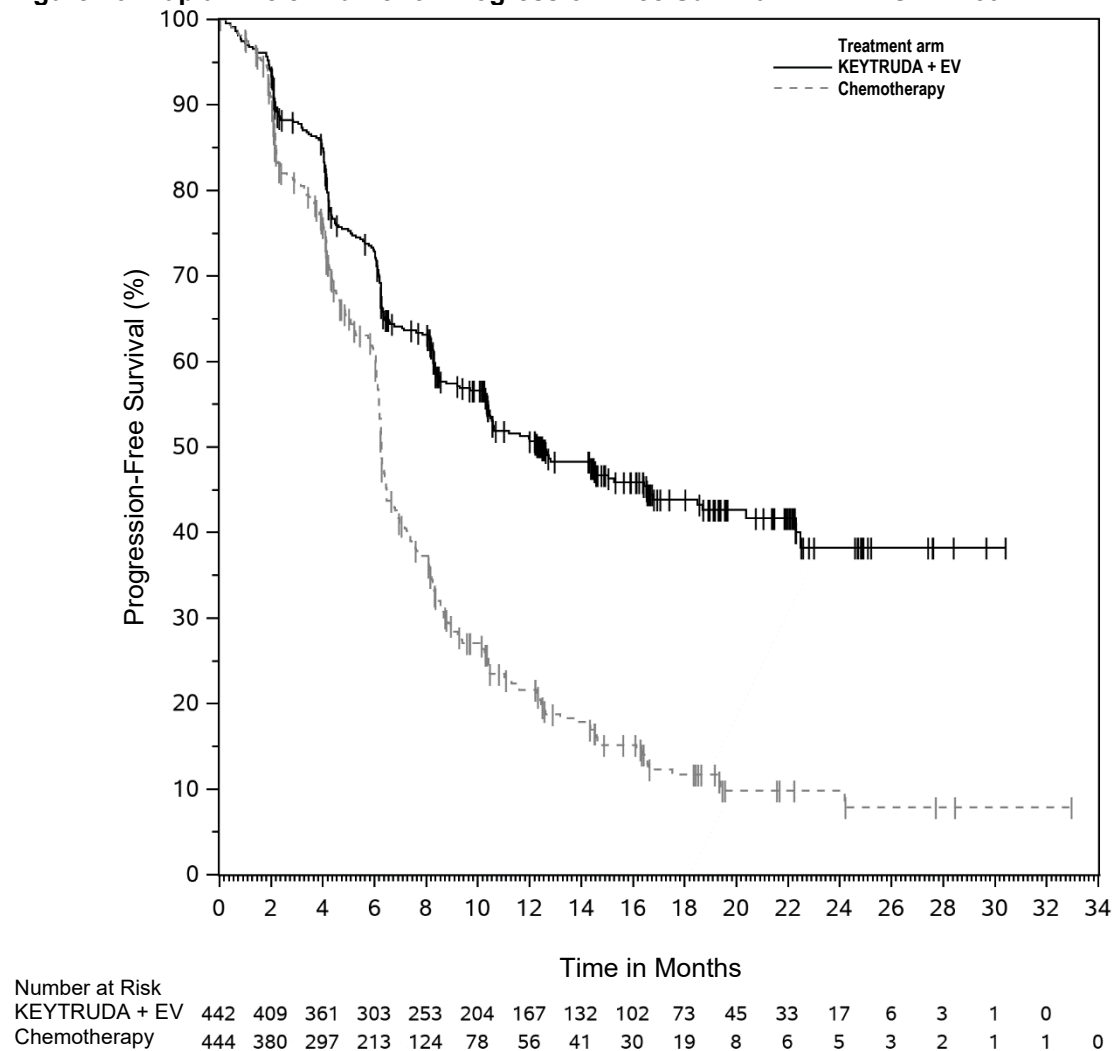 Treatment arm
KEYTRUDA + EV
Chemotherapy
Progression-Free Survival (%)
100
90
80
70
60
50
40
30
20
10
0
0 2 4 6 8 10 12 14 16 18 20 22 24 26 28 30 32 34
Time in Months
Number at Risk
KEYTRUDA + EV 442 409 361 303 253 204 167 132 102 73 45 33 17 6 3 1 0
Chemotherapy 444 380 297 213 124 78 56 41 30 19 8 6 5 3 2 1 1 0